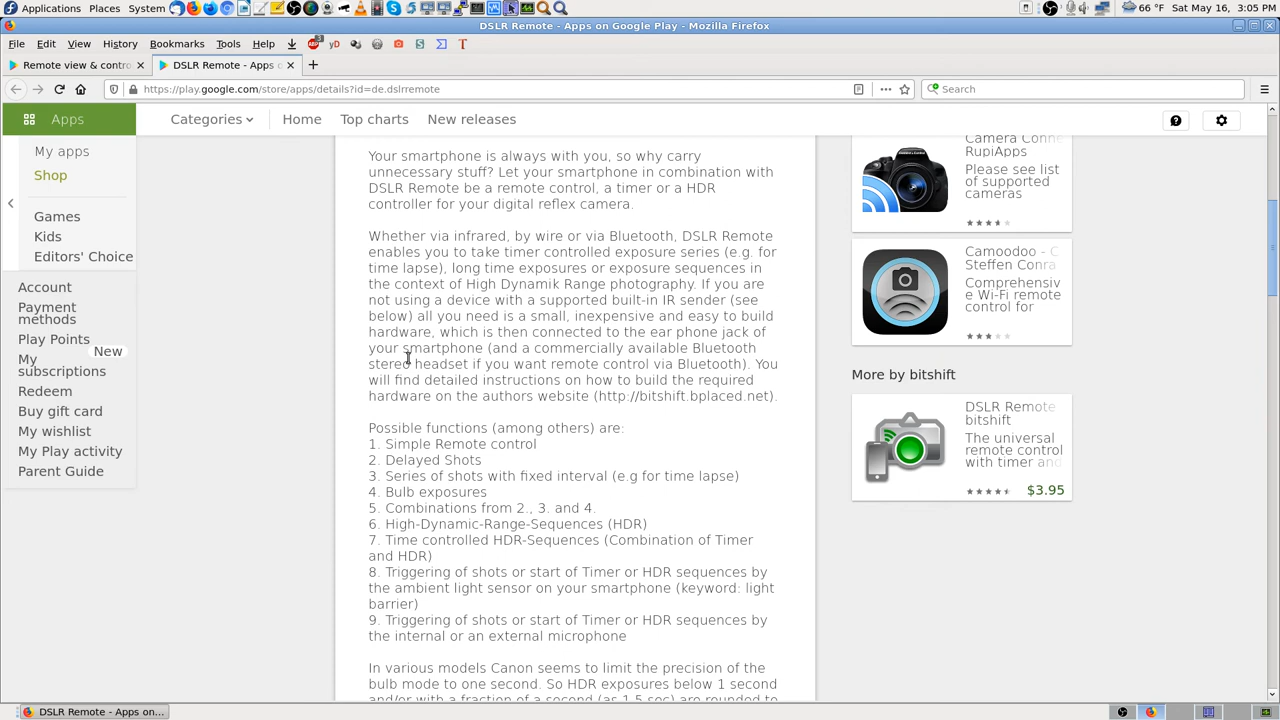 Applications Places System 66 °F Sat May 16, 3:05 PM
DSLR Remote - Apps on Google Play - Mozilla Firefox
File Edit View History Bookmarks Tools Help
Remote view & contro DSLR Remote - Apps o
https://play.google.com/store/apps/details?id=de.dslrremote Search
Apps Categories Home Top charts New releases
My apps
Shop
Games
Kids
Editors' Choice
Account
Payment
methods
Play Points
My New
subscriptions
Redeem
Buy gift card
My wishlist
My Play activity
Parent Guide
Your smartphone is always with you, so why carry
unnecessary stuff? Let your smartphone in combination with
DSLR Remote be a remote control, a timer or a HDR
controller for your digital reflex camera.
Whether via infrared, by wire or via Bluetooth, DSLR Remote
enables you to take timer controlled exposure series (e.g. for
time lapse), long time exposures or exposure sequences in
the context of High Dynamik Range photography. If you are
not using a device with a supported built-in IR sender (see
below) all you need is a small, inexpensive and easy to build
hardware, which is then connected to the ear phone jack of
your smartphone (and a commercially available Bluetooth
stereo headset if you want remote control via Bluetooth). You
will find detailed instructions on how to build the required
hardware on the authors website (http://bitshift.bplaced.net).
Possible functions (among others) are:
1. Simple Remote control
2. Delayed Shots
3. Series of shots with fixed interval (e.g for time lapse)
4. Bulb exposures
5. Combinations from 2., 3. and 4.
6. High-Dynamic-Range-Sequences (HDR)
7. Time controlled HDR-Sequences (Combination of Timer
and HDR)
8. Triggering of shots or start of Timer or HDR sequences by
the ambient light sensor on your smartphone (keyword: light
barrier)
9. Triggering of shots or start of Timer or HDR sequences by
the internal or an external microphone
In various models Canon seems to limit the precision of the
bulb mode to one second. So HDR exposures below 1 second
and/or with a fraction of a second (as 1.5 sec) are rounded to
Camera Conne
RupiApps
Please see list
of supported
cameras
Camoodoo - C
Steffen Conra
Comprehensiv
e Wi-Fi remote
control for
More by bitshift
DSLR Remote
bitshift
The universal
remote control
with timer and
$3.95
DSLR Remote - Apps on...